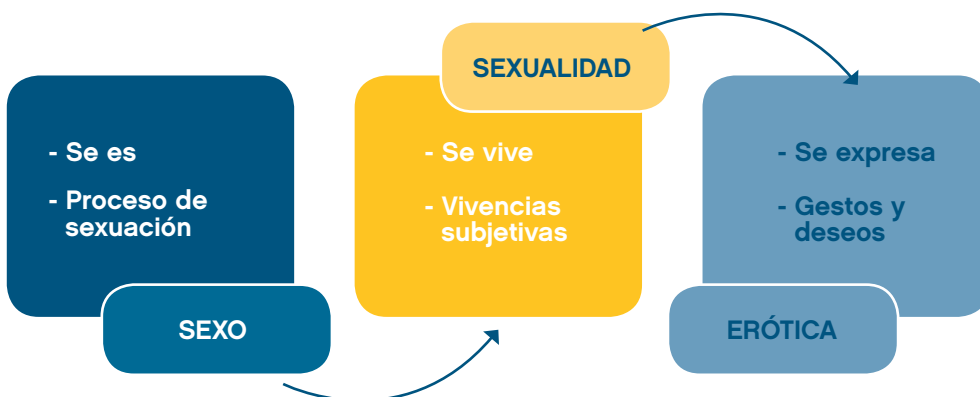 - Se es
- Proceso de
sexuación
SEXO
SEXUALIDAD
- Se vive
- Vivencias
subjetivas
- Se expresa
- Gestos y
deseos
ERÓTICA